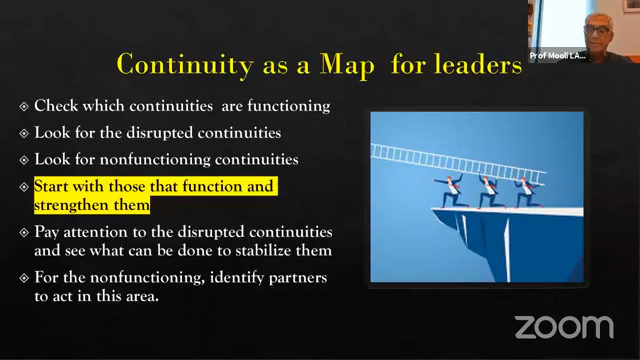 Prof Mooli LA...
Continuity as a Map for leaders
Check which continuities are functioning
Look for the disrupted continuities
Look for nonfunctioning continuities
Start with those that function and
strengthen them
Pay attention to the disrupted continuities
and see what can be done to stabilize them
For the nonfunctioning, identify partners
to act in this area.
zoom